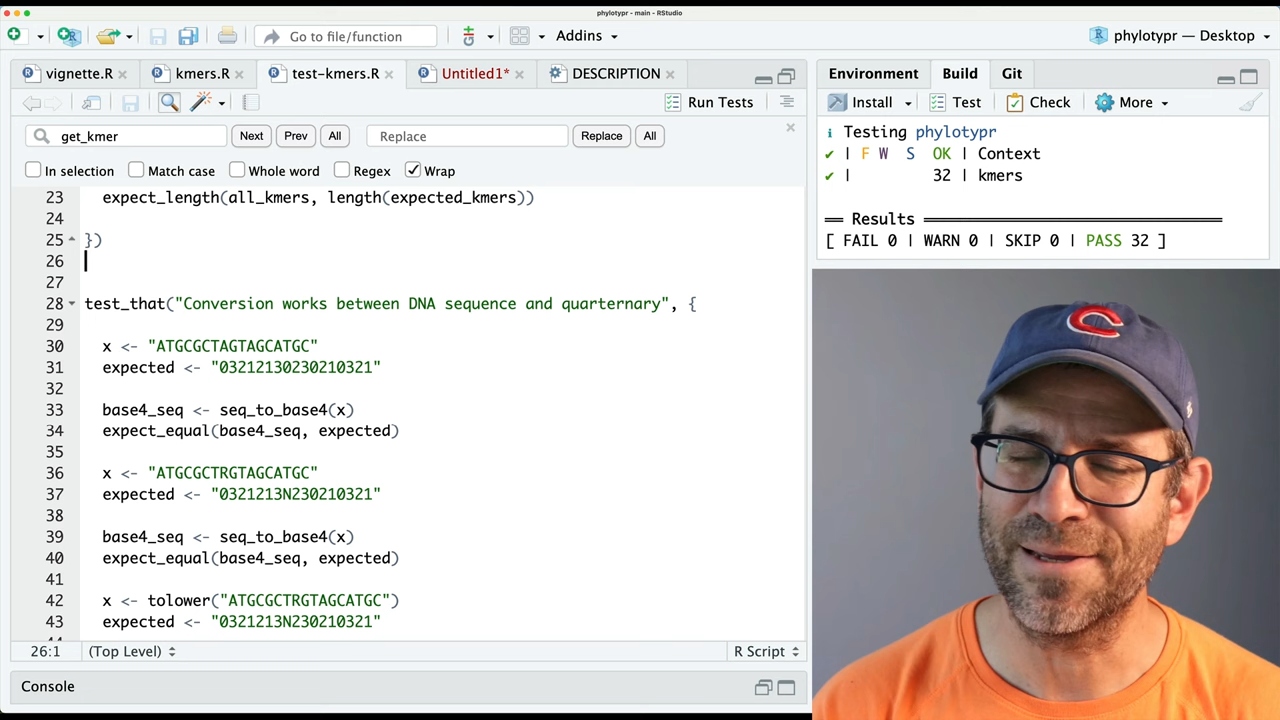 phylotypr - main - RStudio
Go to file/function
Addins
phylotypr — Desktop
vignette.R
kmers.R
test-kmers.R
Untitled1*
DESCRIPTION
Run Tests
get_kmer
Next
Prev
All
Replace
Replace
All
In selection
Match case
Whole word
Regex
Wrap
23 expect_length(all_kmers, length(expected_kmers))
24
25 })
26
27
28 test_that("Conversion works between DNA sequence and quarternary", {
29
30 x <- "ATGCGCTAGTAGCATGC"
31 expected <- "03212130230210321"
32
33 base4_seq <- seq_to_base4(x)
34 expect_equal(base4_seq, expected)
35
36 x <- "ATGCGCTRGTAGCATGC"
37 expected <- "0321213N230210321"
38
39 base4_seq <- seq_to_base4(x)
40 expect_equal(base4_seq, expected)
41
42 x <- tolower("ATGCGCTRGTAGCATGC")
43 expected <- "0321213N230210321"
26:1 (Top Level)
R Script
Console
Environment
Build
Git
Install
Test
Check
More
i Testing phylotypr
✔ | F W S OK | Context
✔ | 32 | kmers
══ Results ══════════════════════════
[ FAIL 0 | WARN 0 | SKIP 0 | PASS 32 ]
C